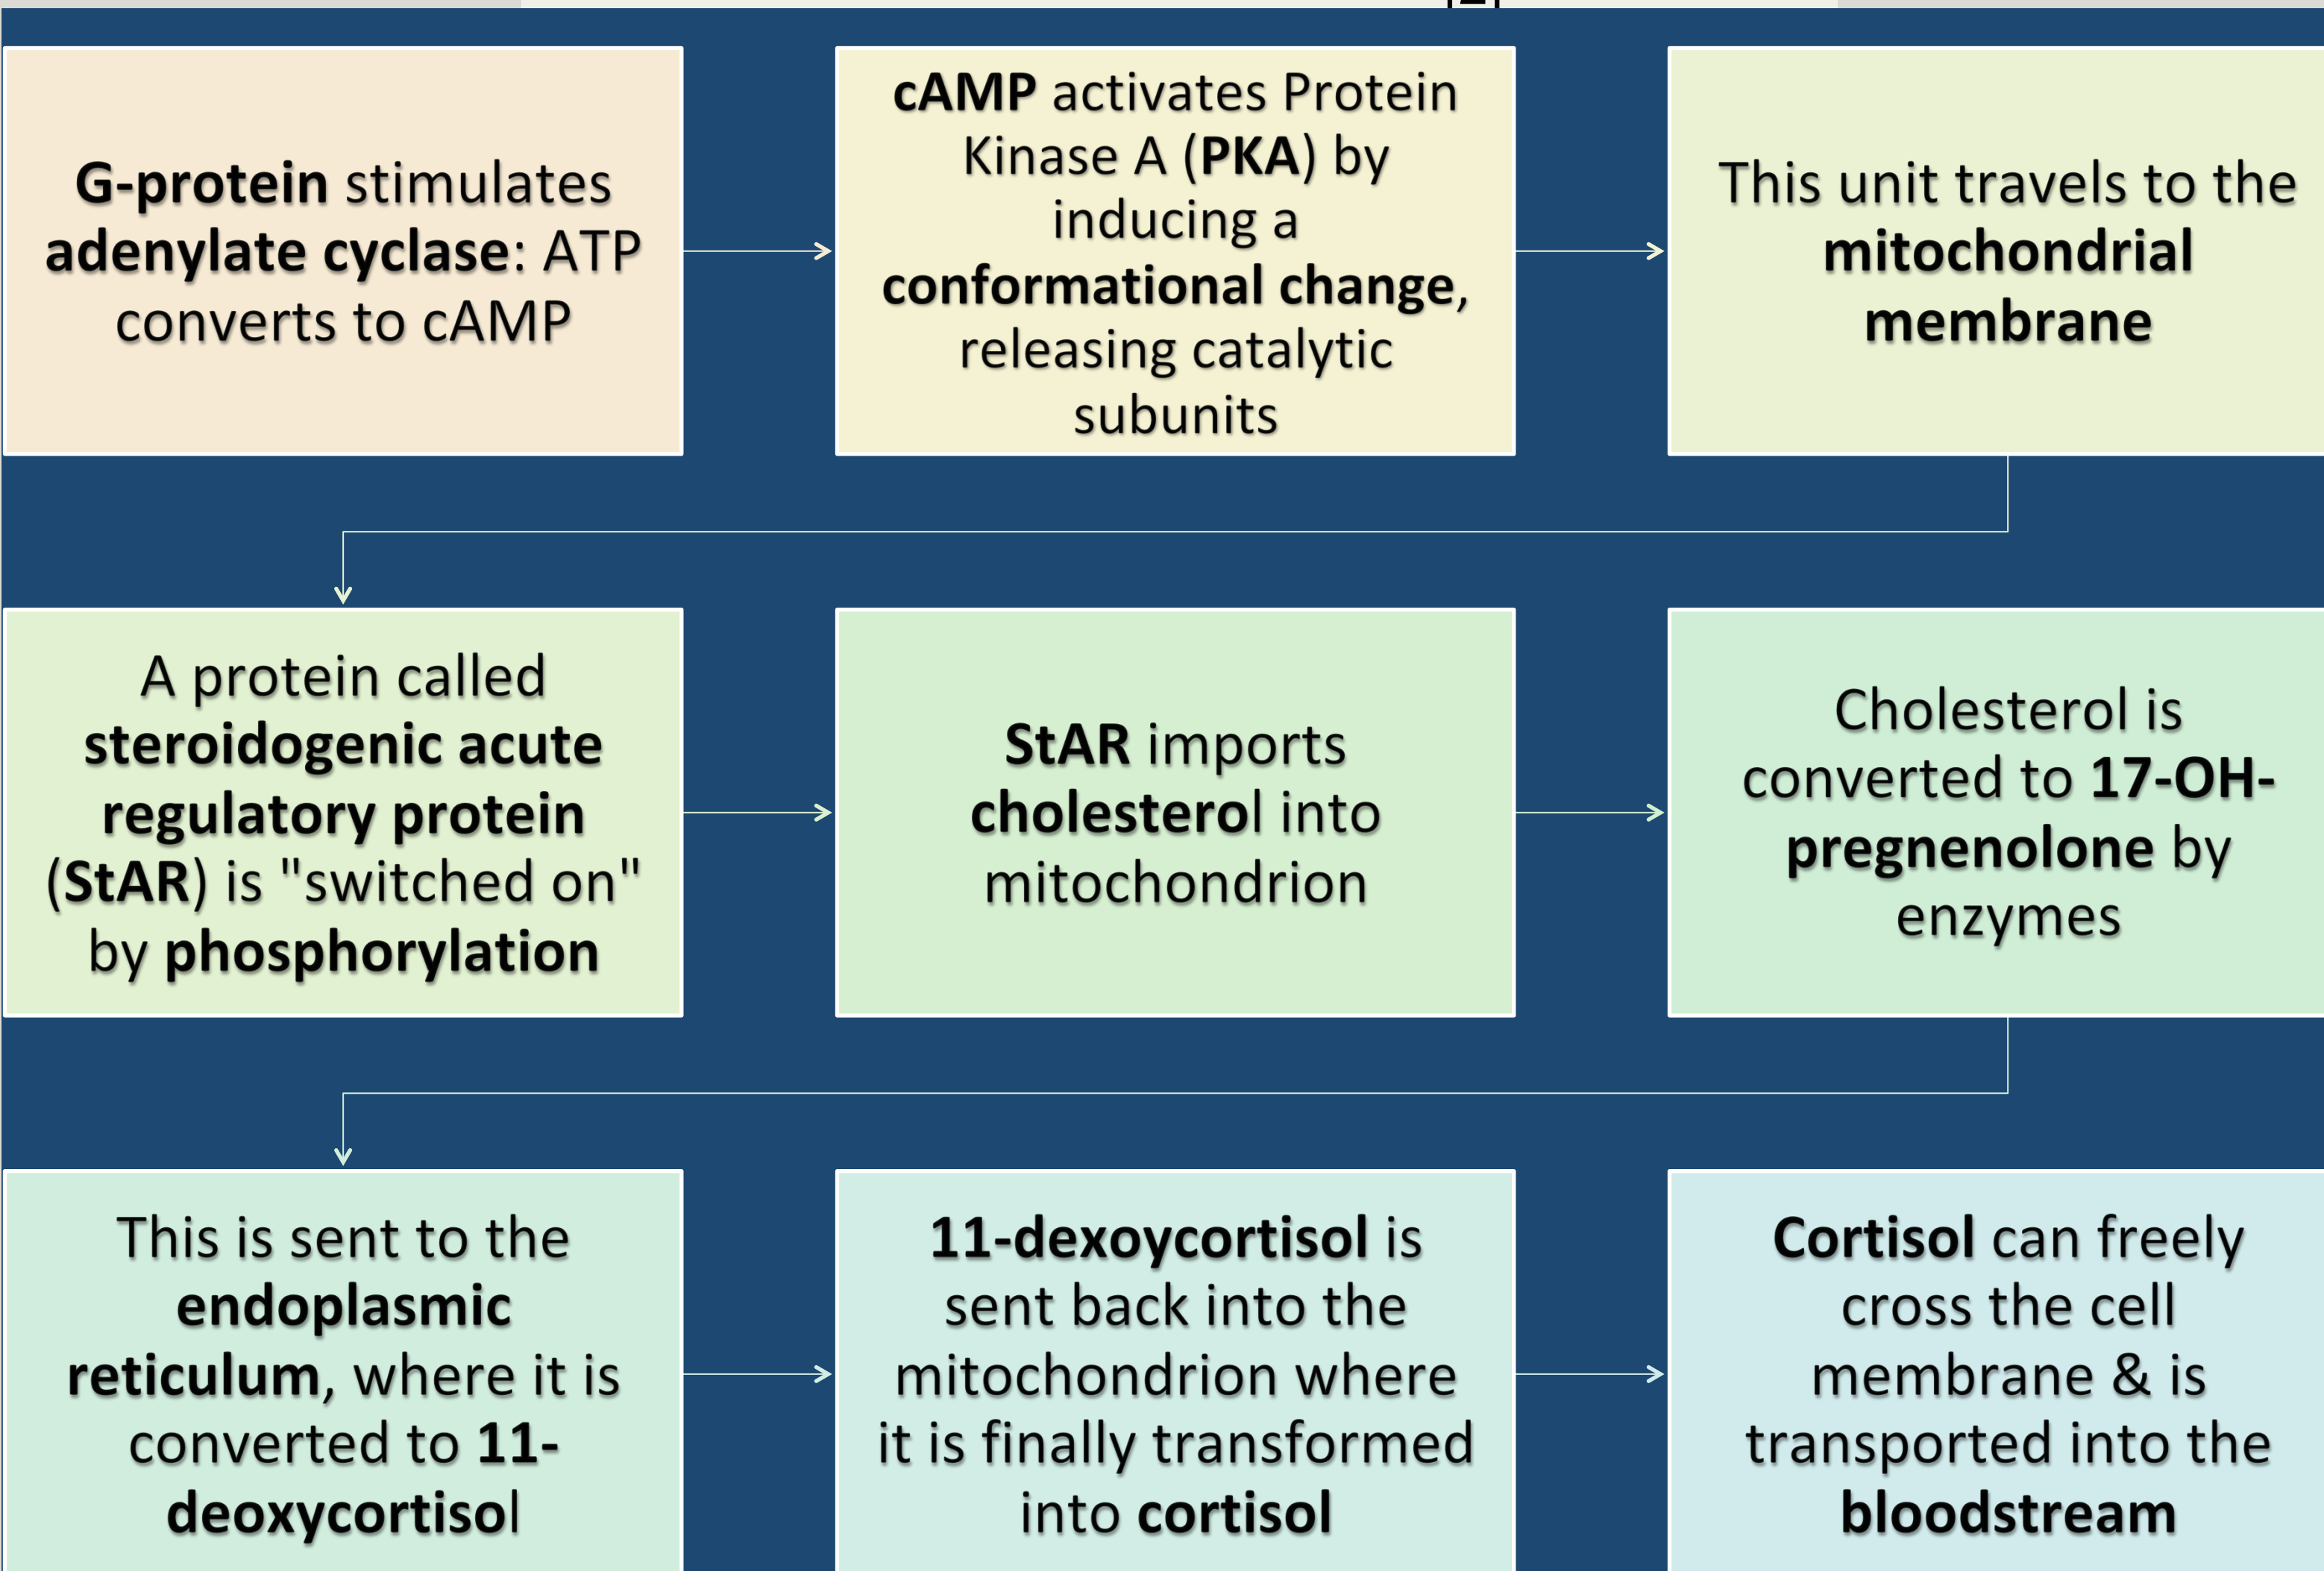 G-protein stimulates
adenylate cyclase: ATP
converts to cAMP
cAMP activates Protein
Kinase A (PKA) by
inducing a
conformational change,
releasing catalytic
subunits
This unit travels to the
mitochondrial
membrane
A protein called
steroidogenic acute
regulatory protein
(StAR) is "switched on"
by phosphorylation
StAR imports
cholesterol into
mitochondrion
Cholesterol is
converted to 17-OH-
pregnenolone by
enzymes
This is sent to the
endoplasmic
reticulum, where it is
converted to 11-
deoxycortisol
11-dexoycortisol is
sent back into the
mitochondrion where
it is finally transformed
into cortisol
Cortisol can freely
cross the cell
membrane & is
transported into the
bloodstream